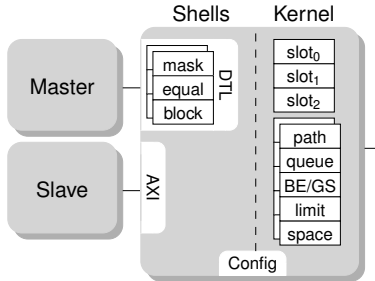 Shells
Kernel
Master
mask
equal
block
DTL
slot0
slot1
slot2
Slave
AXI
path
queue
BE/GS
limit
space
Config